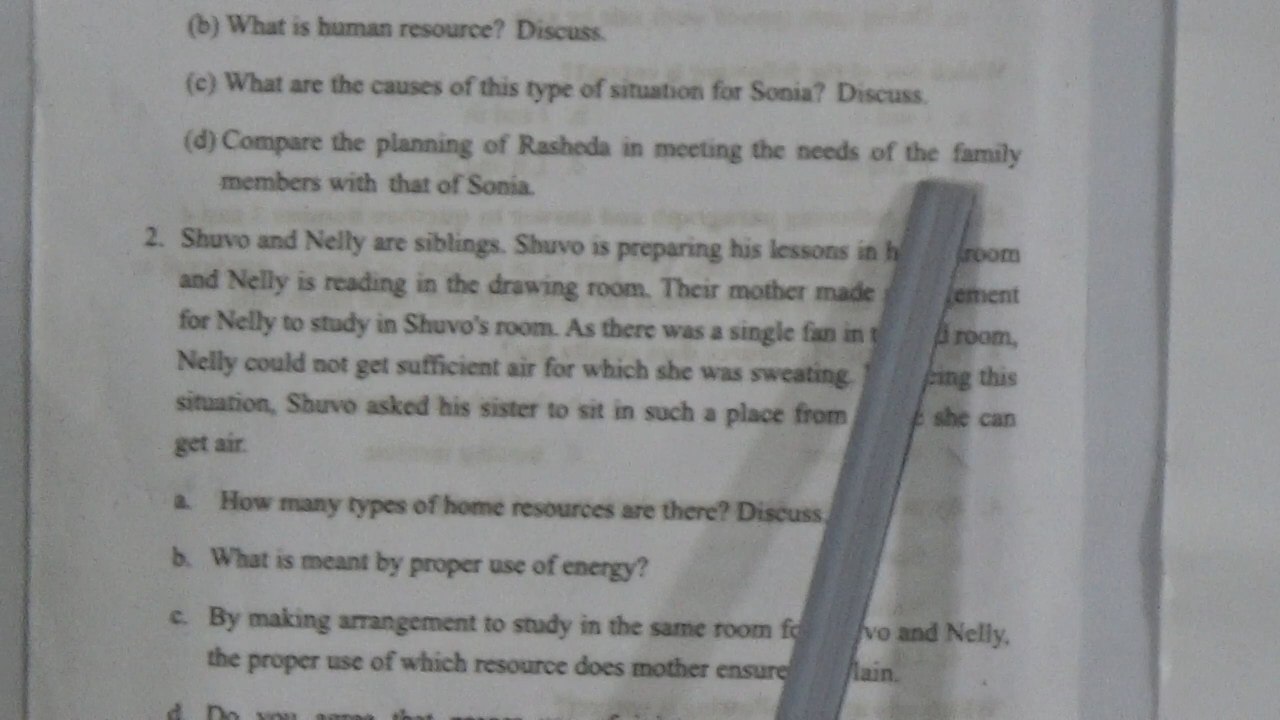 (b) What is human resource? Discuss.
(c) What are the causes of this type of situation for Sonia? Discuss.
(d) Compare the planning of Rasheda in meeting the needs of the family
members with that of Sonia.
2. Shuvo and Nelly are siblings. Shuvo is preparing his lessons in room
and Nelly is reading in the drawing room. Their mother made
for Nelly to study in Shuvo's room. As there was a single fan in room,
Nelly could not get sufficient air for which she was sweating. this
situation, Shuvo asked his sister to sit in such a place from she can
get air.
a. How many types of home resources are there? Discuss.
b. What is meant by proper use of energy?
c. By making arrangement to study in the same room and Nelly,
the proper use of which resource does mother ensure
d. Do you agree that